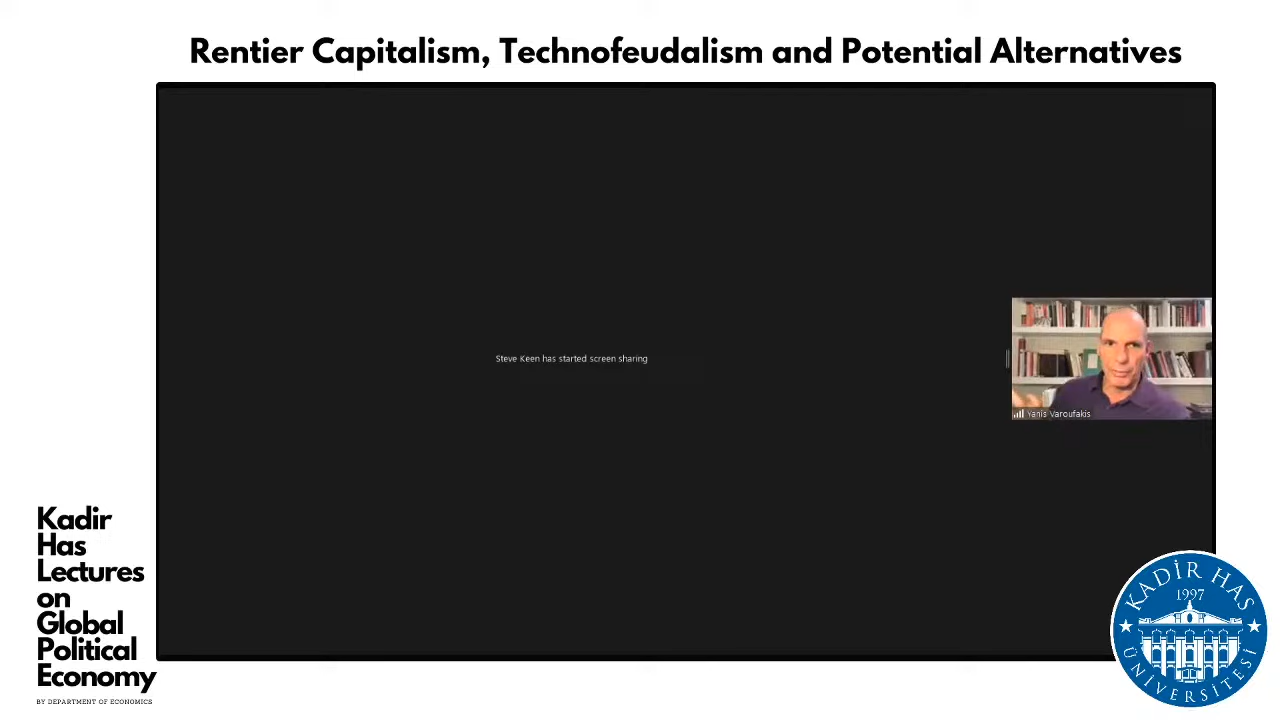 Rentier Capitalism, Technofeudalism and Potential Alternatives
Steve Keen has started screen sharing
Yanis Varoufakis
Kadir
Has
Lectures
on
Global
Political
Economy
BY DEPARTMENT OF ECONOMICS
KADİR HAS
1997
ÜNİVERSİTESİ